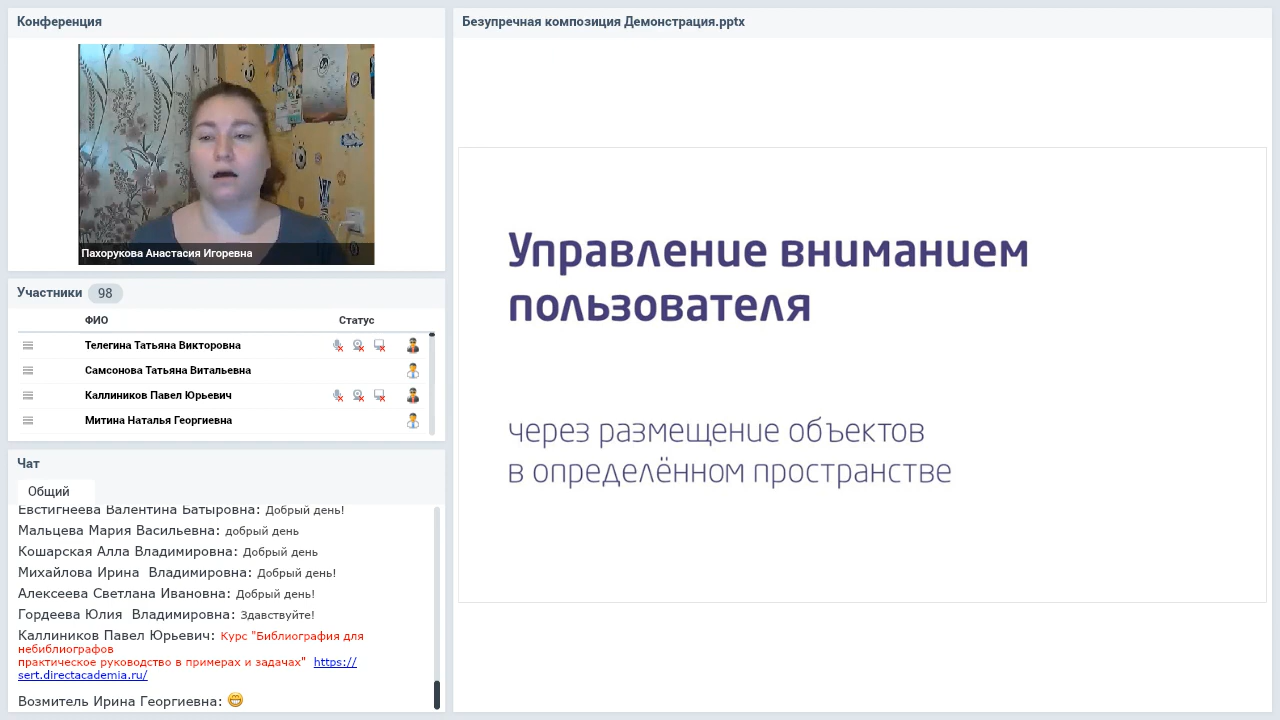 Конференция
Пахорукова Анастасия Игоревна
Участники 98
ФИО Статус
Телегина Татьяна Викторовна
Самсонова Татьяна Витальевна
Каллиников Павел Юрьевич
Митина Наталья Георгиевна
Чат
Общий
Евстигнеева Валентина Батыровна: Добрый день!
Мальцева Мария Васильевна: добрый день
Кошарская Алла Владимировна: Добрый день
Михайлова Ирина Владимировна: Добрый день!
Алексеева Светлана Ивановна: Добрый день!
Гордеева Юлия Владимировна: Здавствуйте!
Каллиников Павел Юрьевич: Курс "Библиография для
небиблиографов
практическое руководство в примерах и задачах" https://
sert.directacademia.ru/
Возмитель Ирина Георгиевна:
Безупречная композиция Демонстрация.pptx
Управление вниманием
пользователя
через размещение объектов
в определённом пространстве